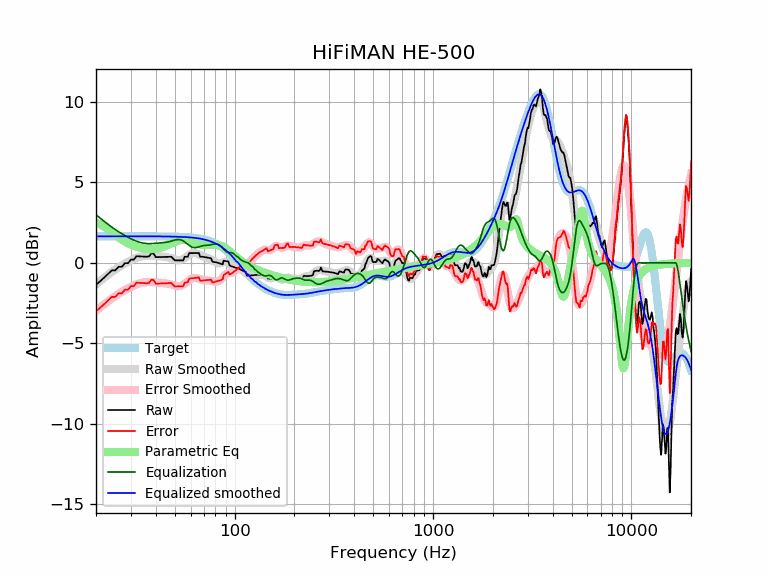 HiFiMAN HE-500
Amplitude (dBr)
10
5
0
−5
−10
−15
Target
Raw Smoothed
Error Smoothed
Raw
Error
Parametric Eq
Equalization
Equalized smoothed
100
1000
10000
Frequency (Hz)